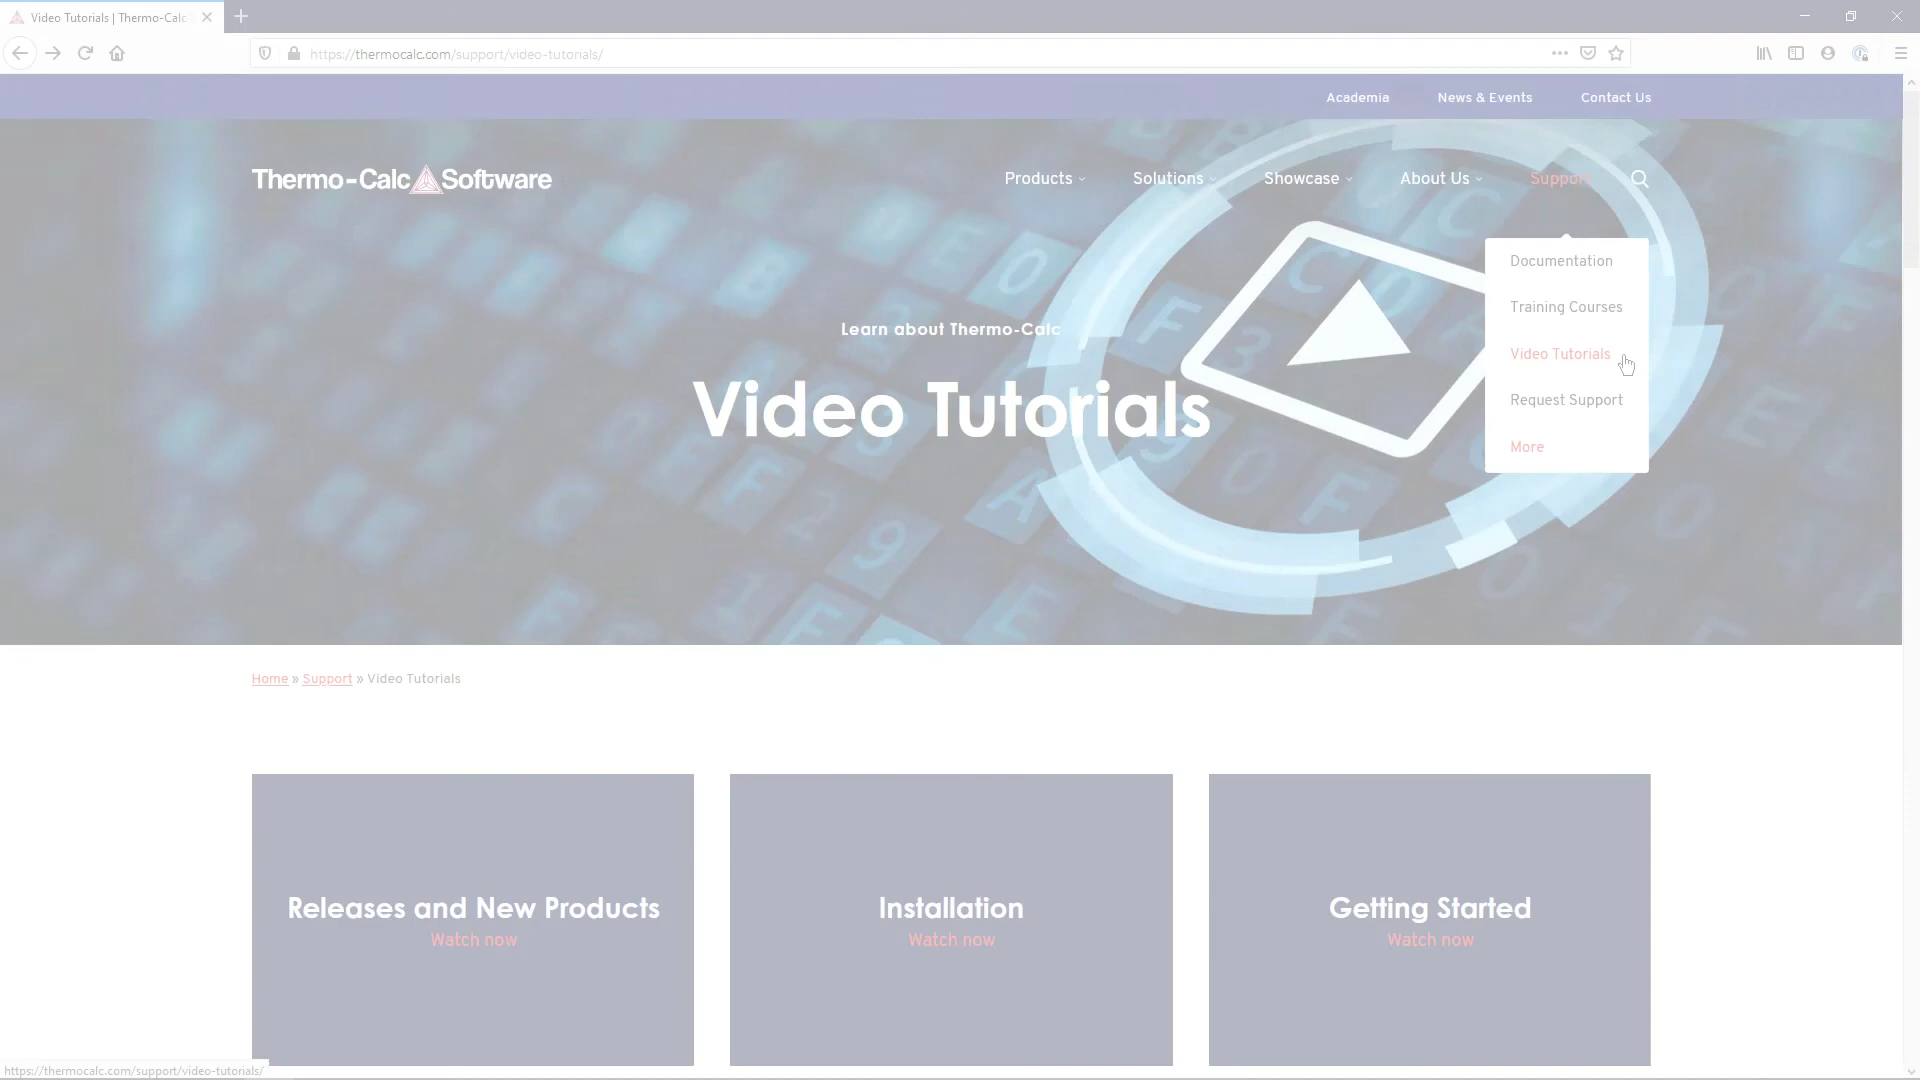 Video Tutorials | Thermo-Calc
https://thermocalc.com/support/video-tutorials/
Academia
News & Events
Contact Us
Thermo-Calc Software
Products
Solutions
Showcase
About Us
Support
Documentation
Training Courses
Video Tutorials
Request Support
More
Learn about Thermo-Calc
Video Tutorials
Home » Support » Video Tutorials
Releases and New Products
Watch now
Installation
Watch now
Getting Started
Watch now
https://thermocalc.com/support/video-tutorials/